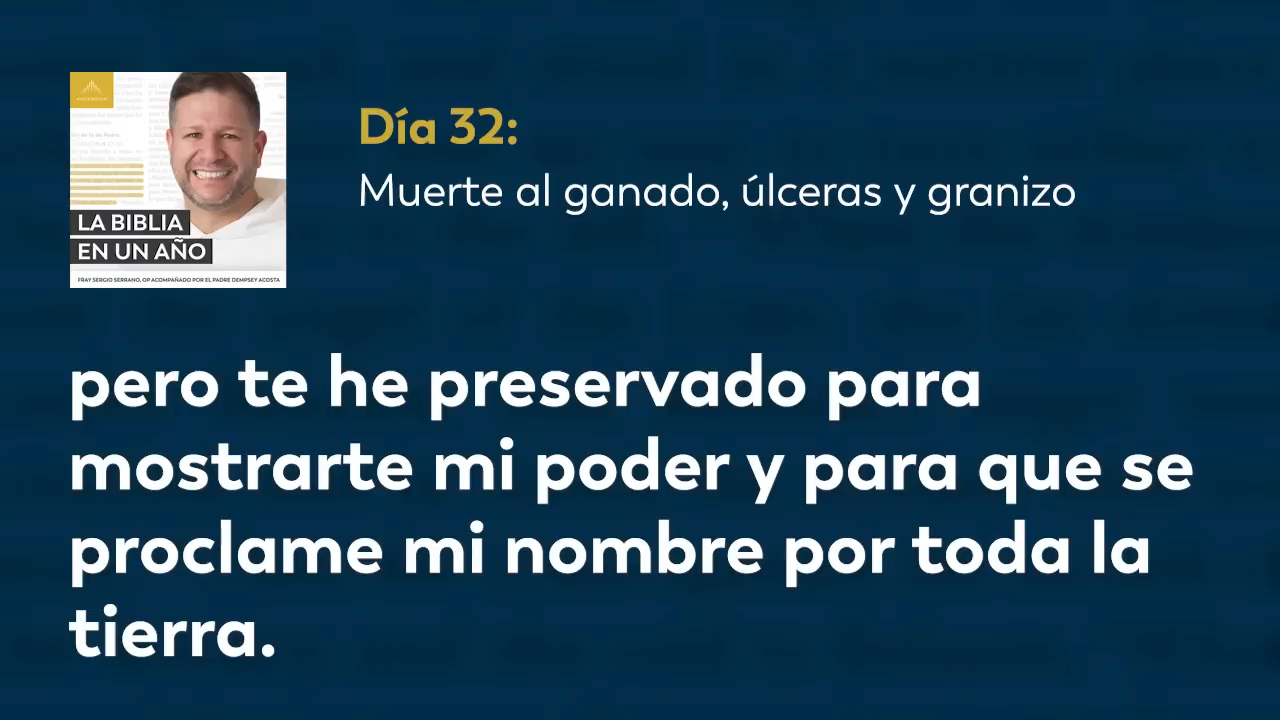 Día 32:
Muerte al ganado, úlceras y granizo
LA BIBLIA
EN UN AÑO
FRAY SERGIO SERRANO, OP ACOMPAÑADO POR EL PADRE DEMPSEY ACOSTA
pero te he preservado para
mostrarte mi poder y para que se
proclame mi nombre por toda la
tierra.